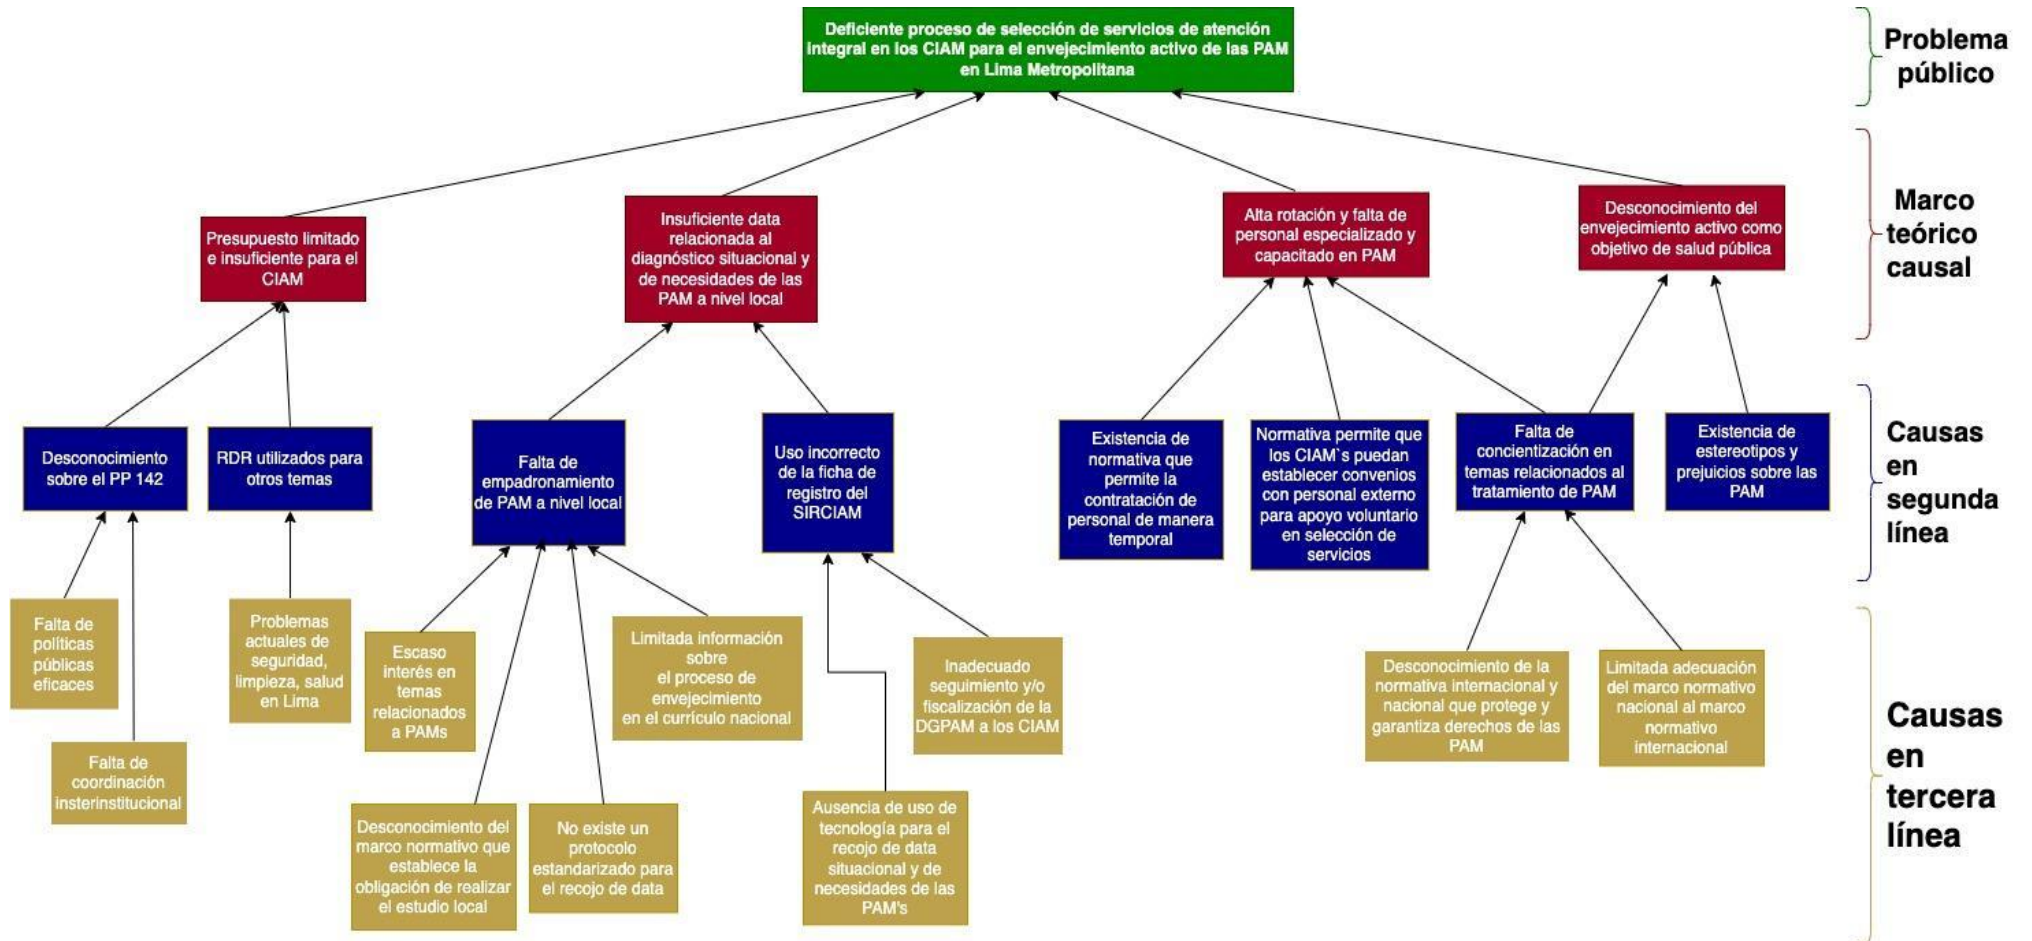 Deficiente proceso de selección de servicios de atención
integral en los CIAM para el envejecimiento activo de las PAM
en Lima Metropolitana
Problema
público
Presupuesto limitado
e insuficiente para el
CIAM
Insuficiente data
relacionada al
diagnóstico situacional y
de necesidades de las
PAM a nivel local
Alta rotación y falta de
personal especializado y
capacitado en PAM
Desconocimiento del
envejecimiento activo como
objetivo de salud pública
Marco
teórico
causal
Desconocimiento
sobre el PP 142
RDR utilizados para
otros temas
Falta de
empadronamiento
de PAM a nivel local
Uso incorrecto
de la ficha de
registro del
SIRCIAM
Existencia de
normativa que
permite la
contratación de
personal de manera
temporal
Normativa permite que
los CIAM`s puedan
establecer convenios
con personal externo
para apoyo voluntario
en selección de
servicios
Falta de
concientización en
temas relacionados al
tratamiento de PAM
Existencia de
estereotipos y
prejuicios sobre las
PAM
Causas
en
segunda
línea
Falta de
políticas
públicas
eficaces
Falta de
coordinación
insterinstitucional
Problemas
actuales de
seguridad,
limpieza, salud
en Lima
Escaso
interés en
temas
relacionados
a PAMs
Desconocimiento del
marco normativo que
establece la
obligación de realizar
el estudio local
No existe un
protocolo
estandarizado para
el recojo de data
Limitada información
sobre
el proceso de
envejecimiento
en el currículo nacional
Ausencia de uso de
tecnología para el
recojo de data
situacional y de
necesidades de las
PAM's
Inadecuado
seguimiento y/o
fiscalización de la
DGPAM a los CIAM
Desconocimiento de la
normativa internacional y
nacional que protege y
garantiza derechos de las
PAM
Limitada adecuación
del marco normativo
nacional al marco
normativo
internacional
Causas
en
tercera
línea